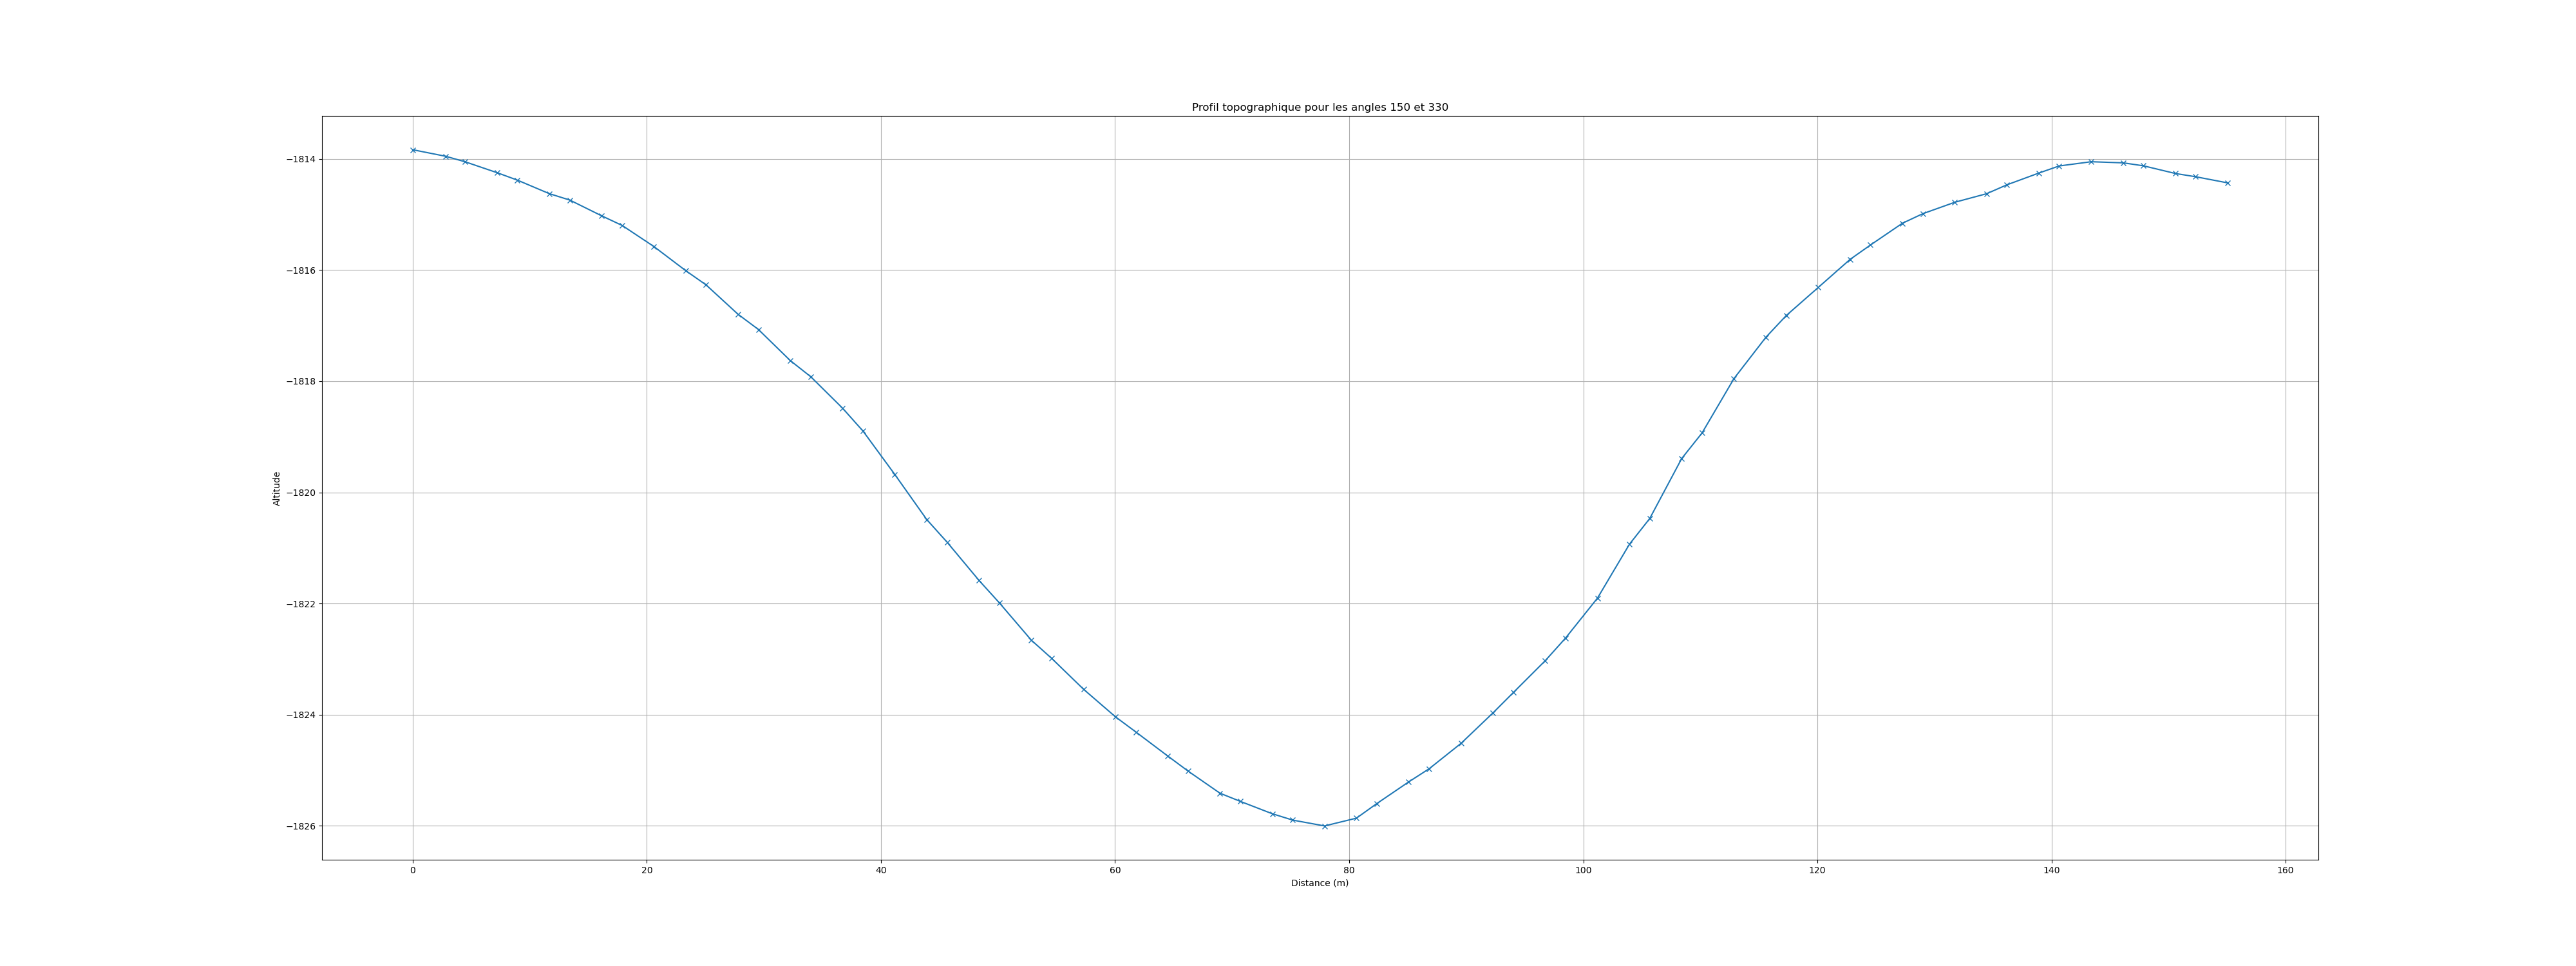 Profil topographique pour les angles 150 et 330
Altitude
−1814
−1816
−1818
−1820
−1822
−1824
−1826
0 20 40 60 80 100 120 140 160
Distance (m)